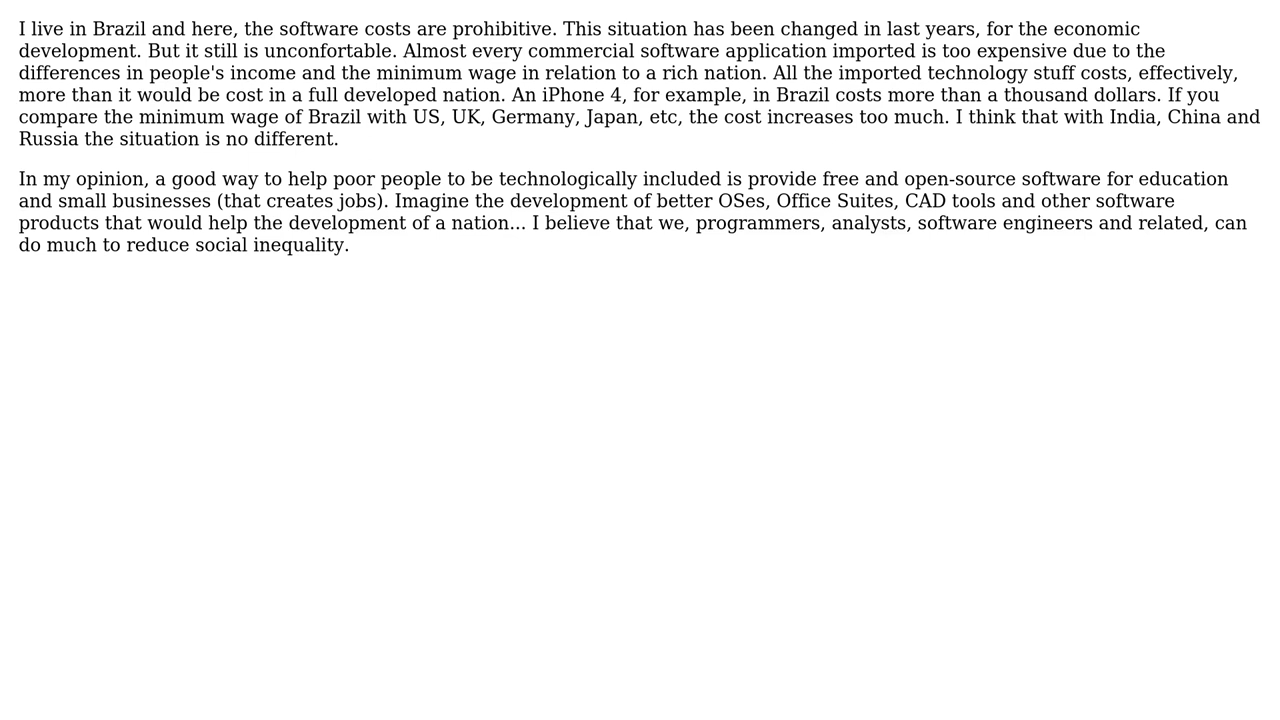 I live in Brazil and here, the software costs are prohibitive. This situation has been changed in last years, for the economic
development. But it still is unconfortable. Almost every commercial software application imported is too expensive due to the
differences in people's income and the minimum wage in relation to a rich nation. All the imported technology stuff costs, effectively,
more than it would be cost in a full developed nation. An iPhone 4, for example, in Brazil costs more than a thousand dollars. If you
compare the minimum wage of Brazil with US, UK, Germany, Japan, etc, the cost increases too much. I think that with India, China and
Russia the situation is no different.
In my opinion, a good way to help poor people to be technologically included is provide free and open-source software for education
and small businesses (that creates jobs). Imagine the development of better OSes, Office Suites, CAD tools and other software
products that would help the development of a nation... I believe that we, programmers, analysts, software engineers and related, can
do much to reduce social inequality.